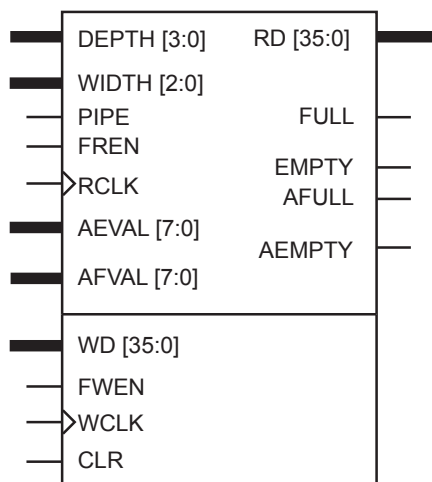 DEPTH [3:0]
RD [35:0]
WIDTH [2:0]
PIPE
FULL
FREN
EMPTY
RCLK
AFULL
AEVAL [7:0]
AEMPTY
AFVAL [7:0]
WD [35:0]
FWEN
WCLK
CLR